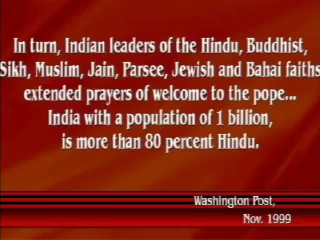 In turn, Indian leaders of the Hindu, Buddhist,
Sikh, Muslim, Jain, Parsee, Jewish and Bahai faiths
extended prayers of welcome to the pope...
India with a population of 1 billion,
is more than 80 percent Hindu.
Washington Post,
Nov. 1999